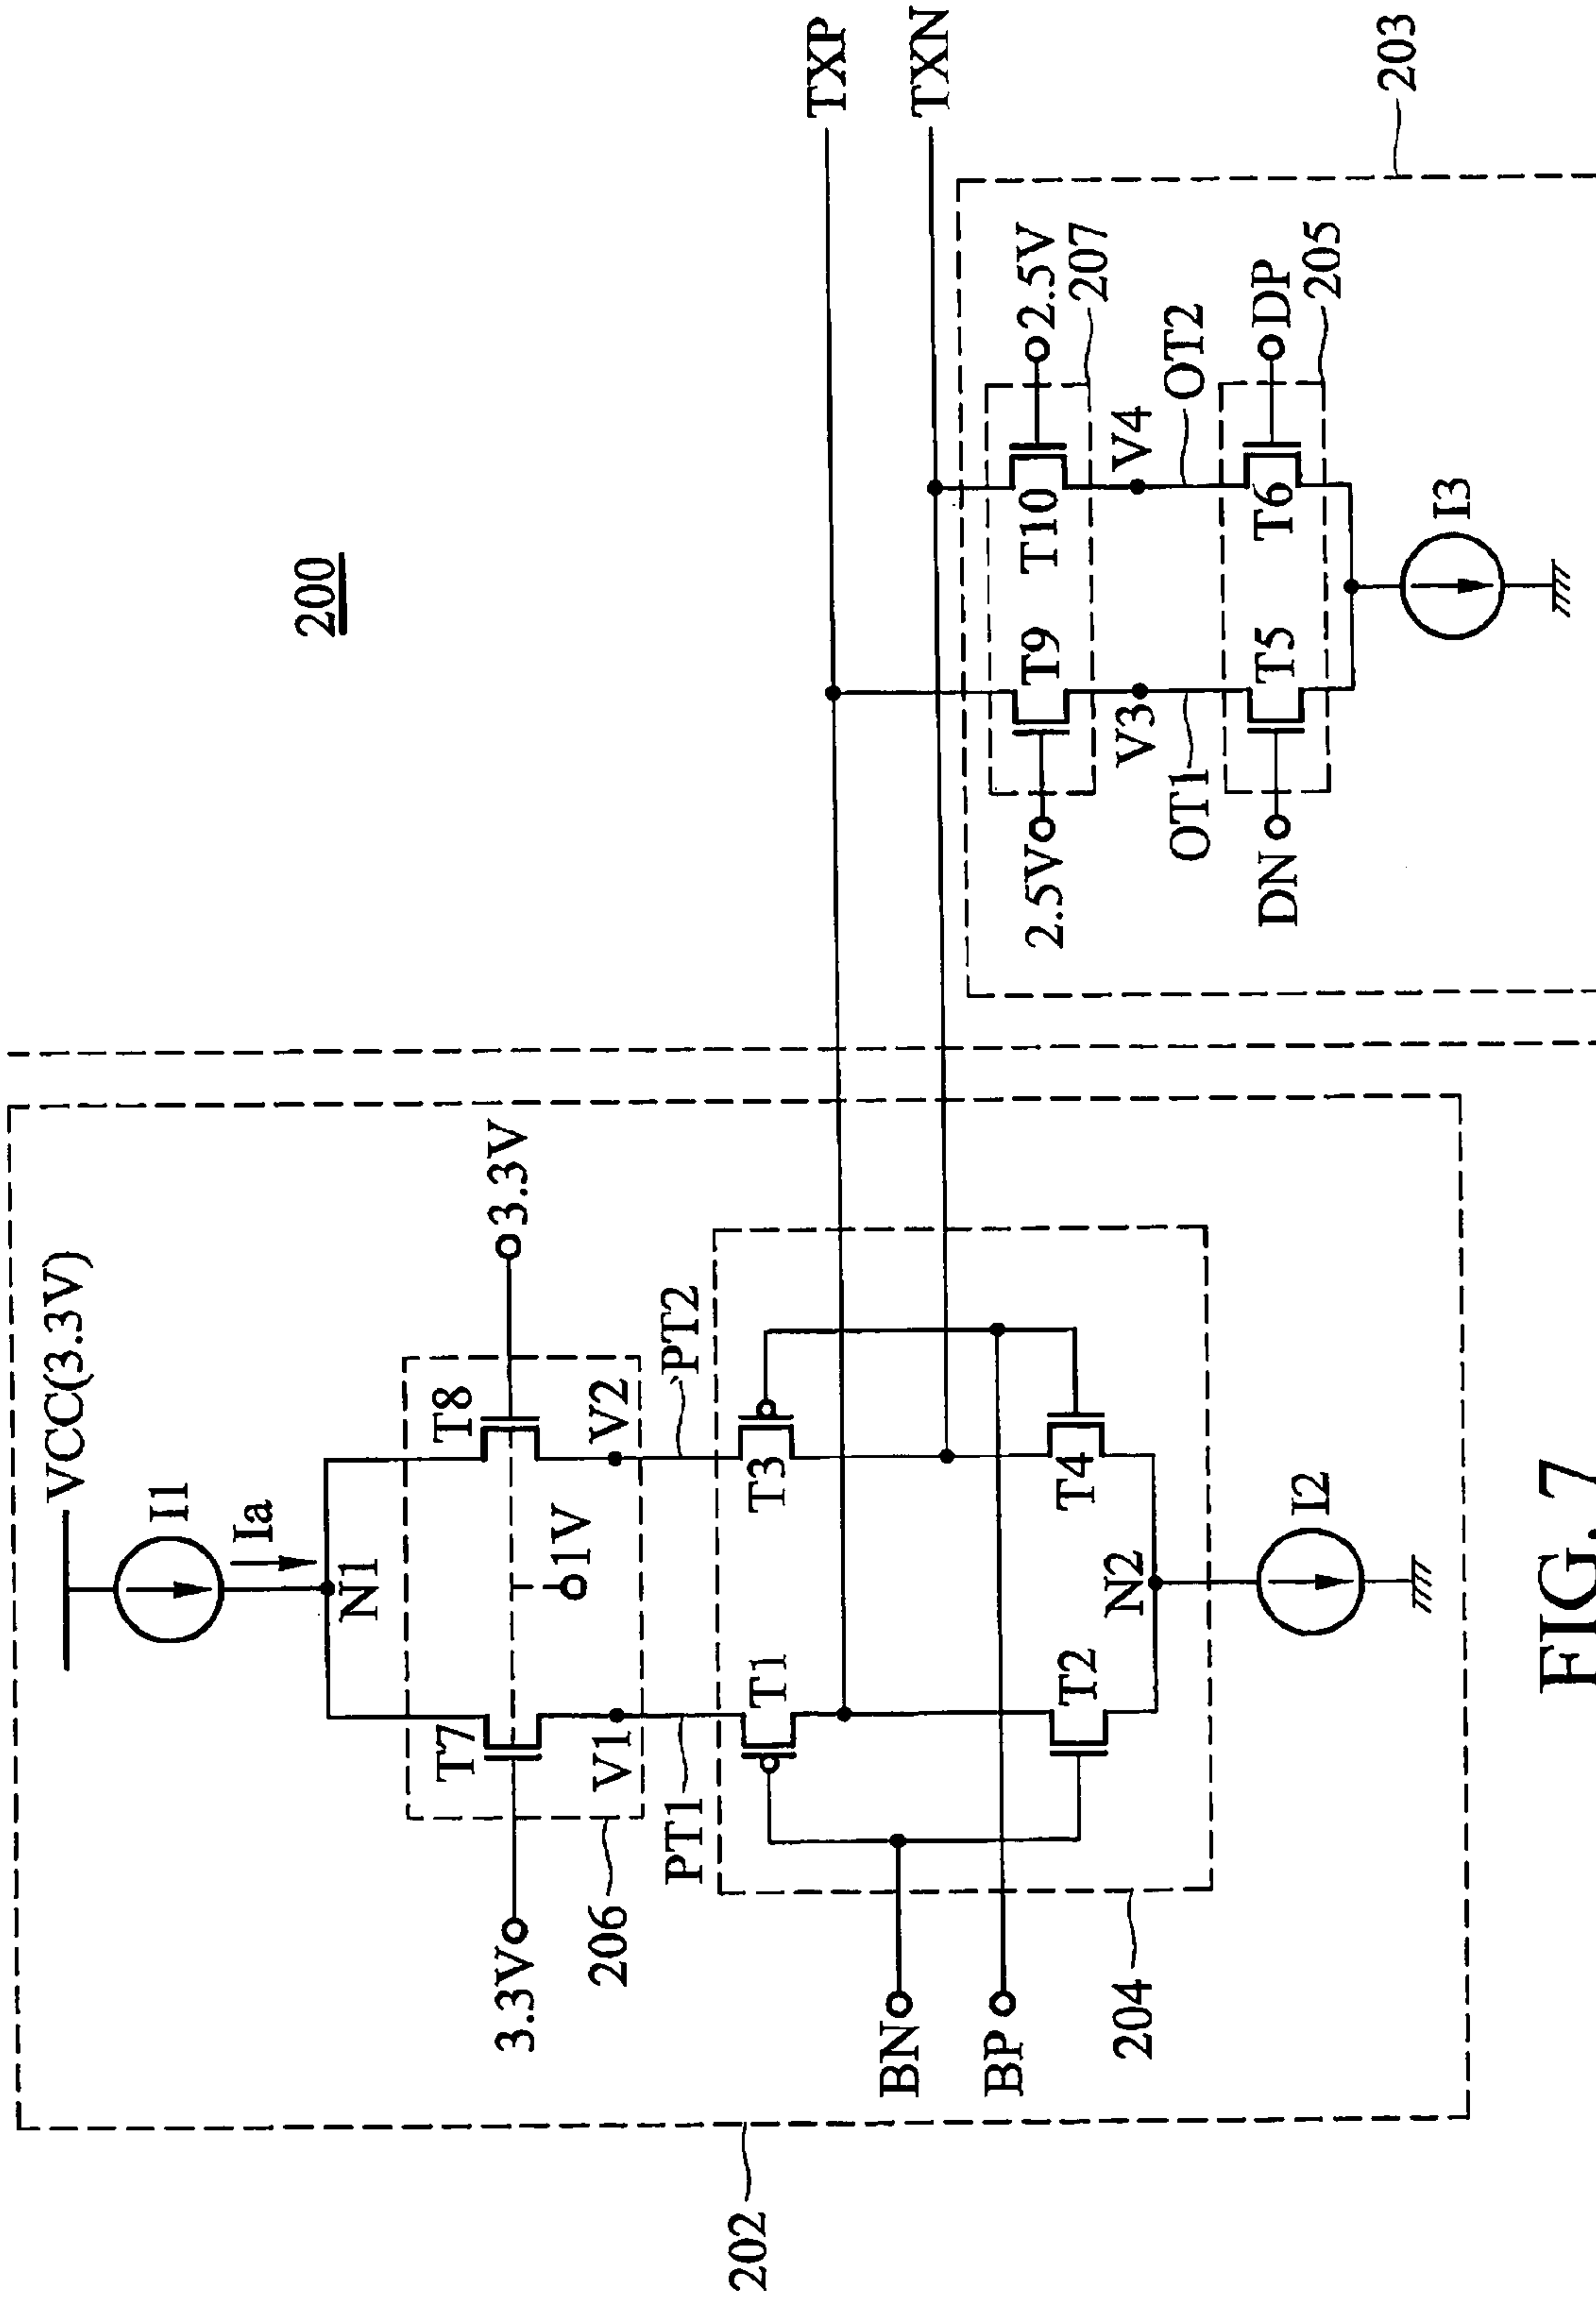 200
VCC(3.3V)
I1
Ia
N1
T7
T8
3.3V
3.3V
1V
V1
V2
206
PT1
PT2
T1
T3
BN
BP
T2
T4
N2
204
I2
202
TXP
TXN
2.5V
T9
T10
2.5V
207
V3
V4
OT1
OT2
DN
T5
T6
DP
205
I3
203
FIG. 7